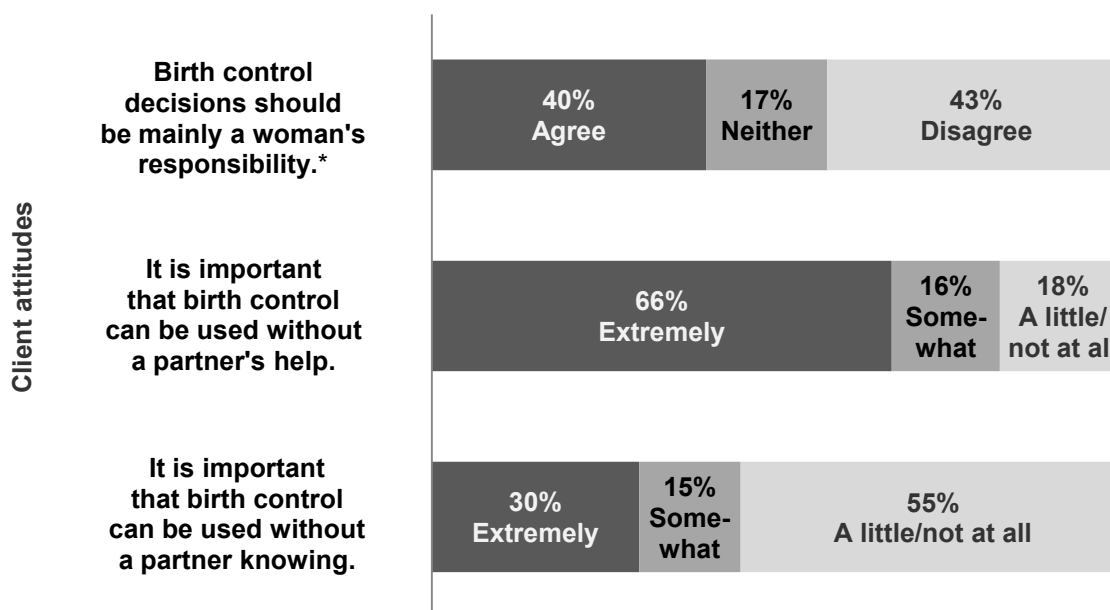 Client attitudes
Birth control
decisions should
be mainly a woman's
responsibility.*
40%
Agree
17%
Neither
43%
Disagree
It is important
that birth control
can be used without
a partner's help.
66%
Extremely
16%
Some-
what
18%
A little/
not at al
It is important
that birth control
can be used without
a partner knowing.
30%
Extremely
15%
Some-
what
55%
A little/not at all